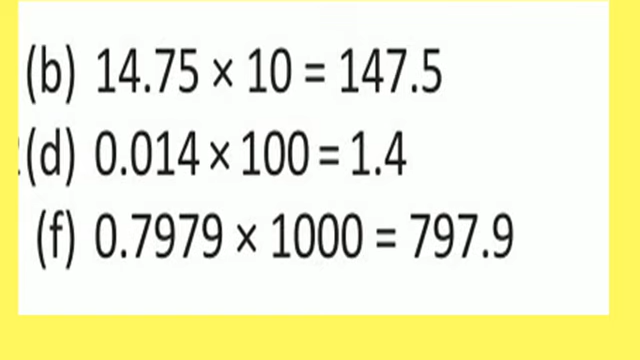 (b) 14.75 × 10 = 147.5
(d) 0.014 × 100 = 1.4
(f) 0.7979 × 1000 = 797.9